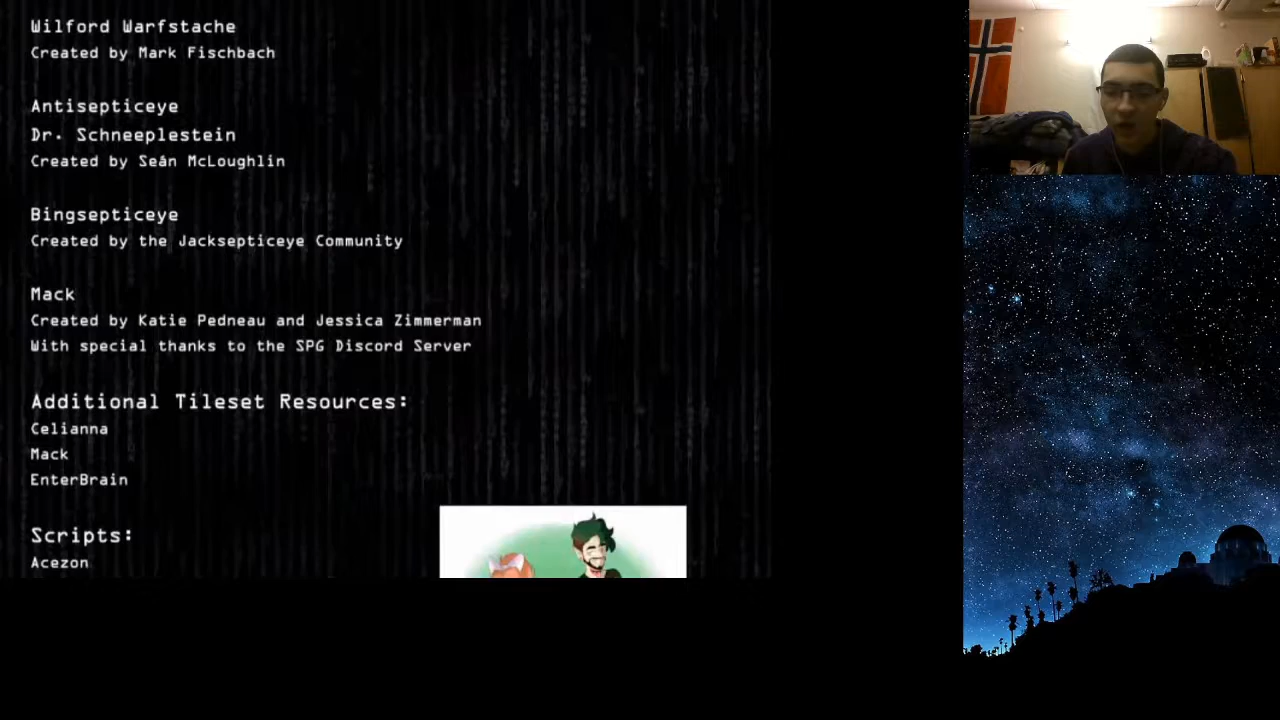 Wilford Warfstache
Created by Mark Fischbach
Antisepticeye
Dr. Schneeplestein
Created by Seán McLoughlin
Bingsepticeye
Created by the Jacksepticeye Community
Mack
Created by Katie Pedneau and Jessica Zimmerman
With special thanks to the SPG Discord Server
Additional Tileset Resources:
Celianna
Mack
EnterBrain
Scripts:
Acezon